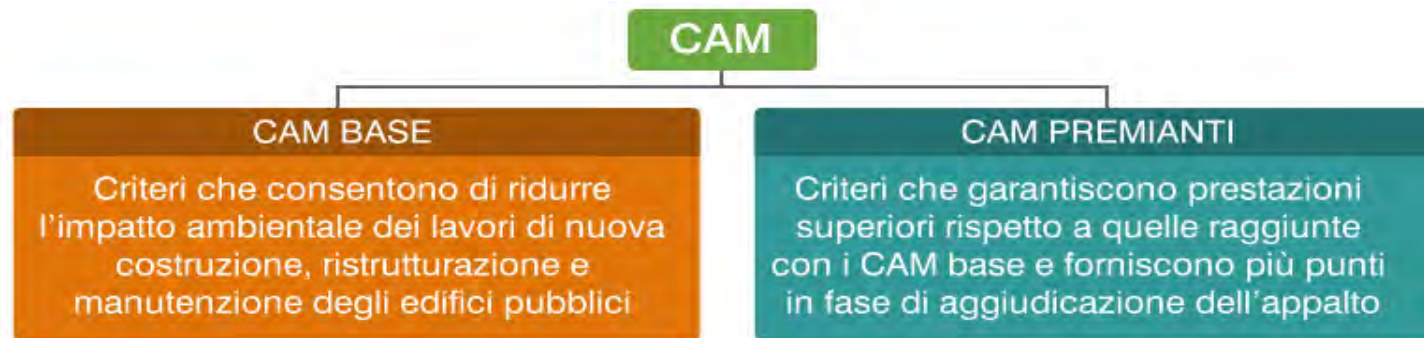 CAM
CAM BASE
Criteri che consentono di ridurre
l'impatto ambientale dei lavori di nuova
costruzione, ristrutturazione e
manutenzione degli edifici pubblici
CAM PREMIANTI
Criteri che garantiscono prestazioni
superiori rispetto a quelle raggiunte
con i CAM base e forniscono più punti
in fase di aggiudicazione dell'appalto